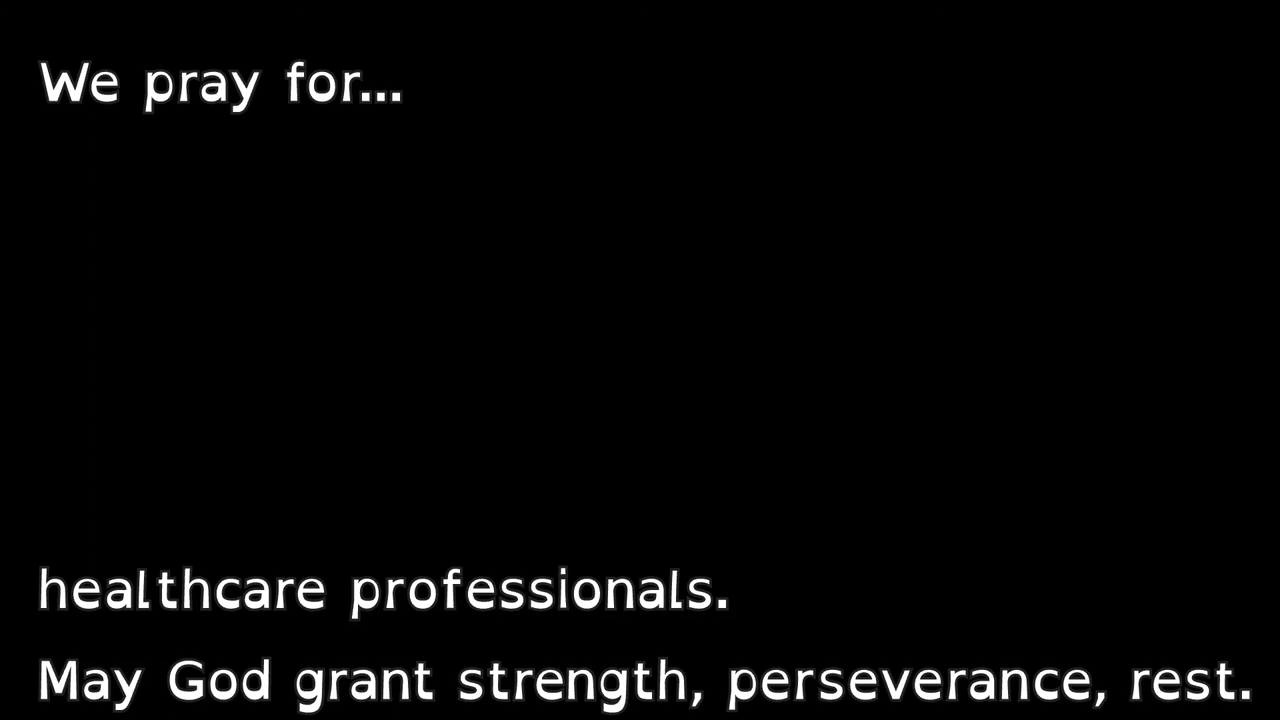 We pray for...
healthcare professionals.
May God grant strength, perseverance, rest.